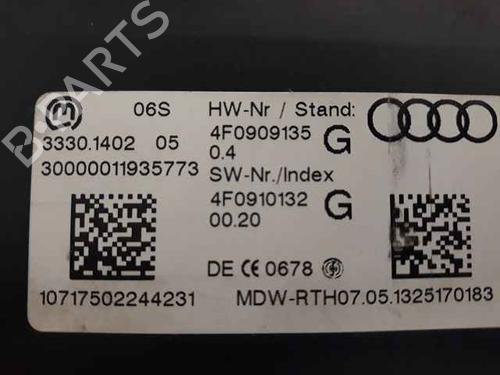 B-PARTS
M 06S
3330.1402 05
30000011935773
10717502244231
HW-Nr / Stand:
4F0909135 G
0.4
SW-Nr./Index
4F0910132 G
00.20
DE CE 0678
MDW-RTH07.05.1325170183